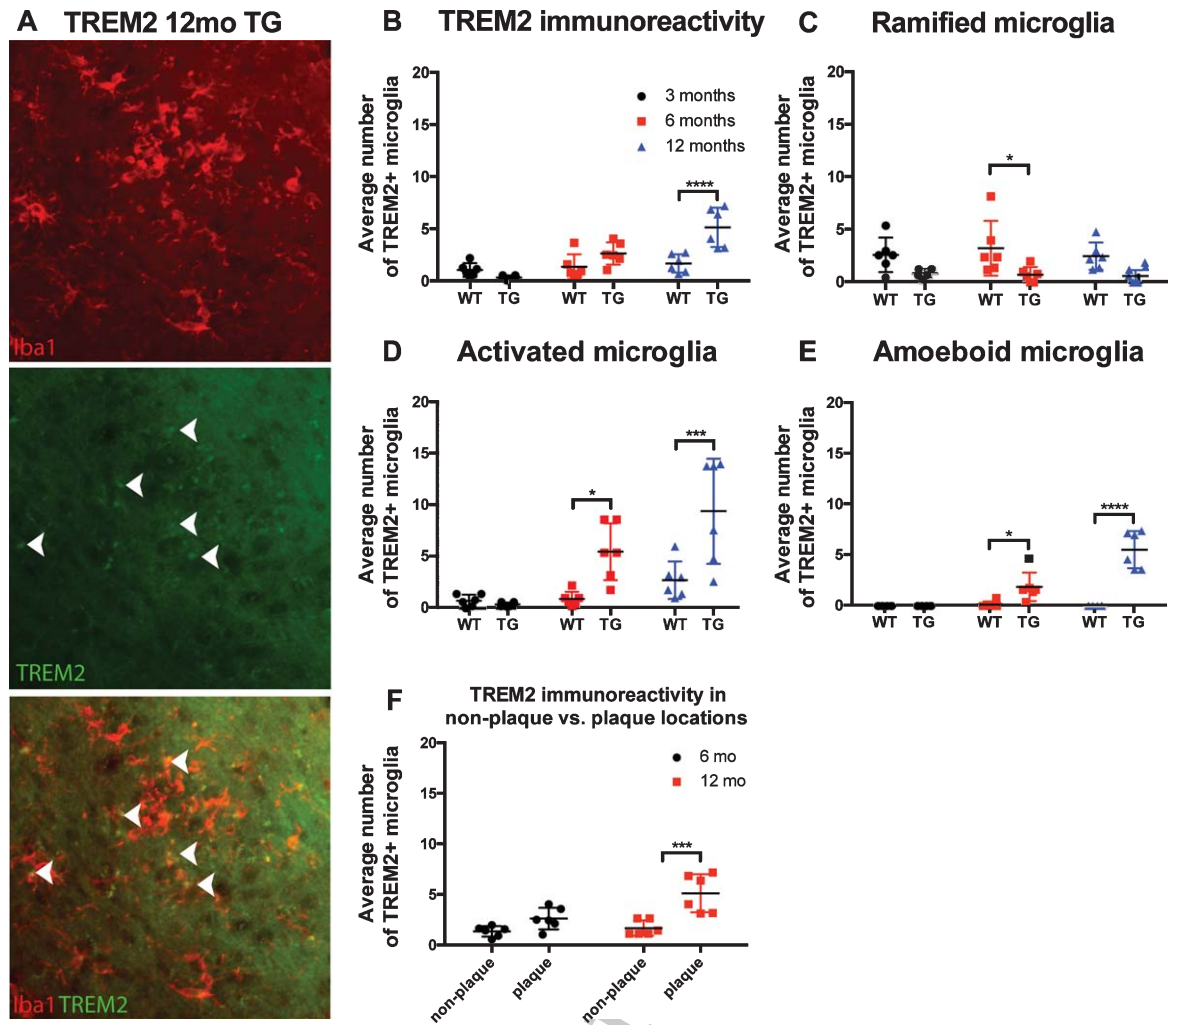 A TREM2 12mo TG
Iba1
TREM2
Iba1 TREM2
B TREM2 immunoreactivity
Average number
of TREM2+ microglia
20
15
10
5
0
3 months
6 months
12 months
****
WT TG WT TG WT TG
C Ramified microglia
Average number
of TREM2+ microglia
20
15
10
5
0
*
WT TG WT TG WT TG
D Activated microglia
Average number
of TREM2+ microglia
20
15
10
5
0
*
***
WT TG WT TG WT TG
E Amoeboid microglia
Average number
of TREM2+ microglia
20
15
10
5
0
*
****
WT TG WT TG WT TG
F TREM2 immunoreactivity in
non-plaque vs. plaque locations
Average number
of TREM2+ microglia
20
15
10
5
0
6 mo
12 mo
***
non-plaque plaque non-plaque plaque